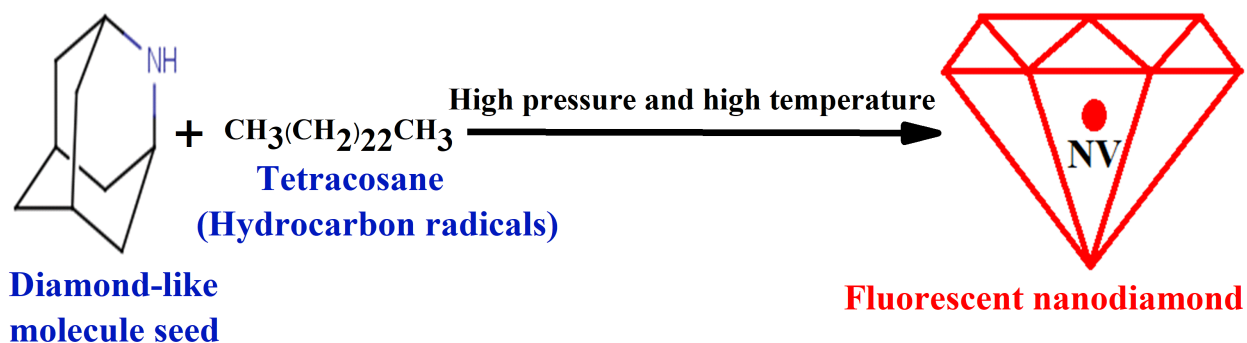 NH
+ CH3(CH2)22CH3
Tetracosane
(Hydrocarbon radicals)
Diamond-like
molecule seed
High pressure and high temperature
NV
Fluorescent nanodiamond